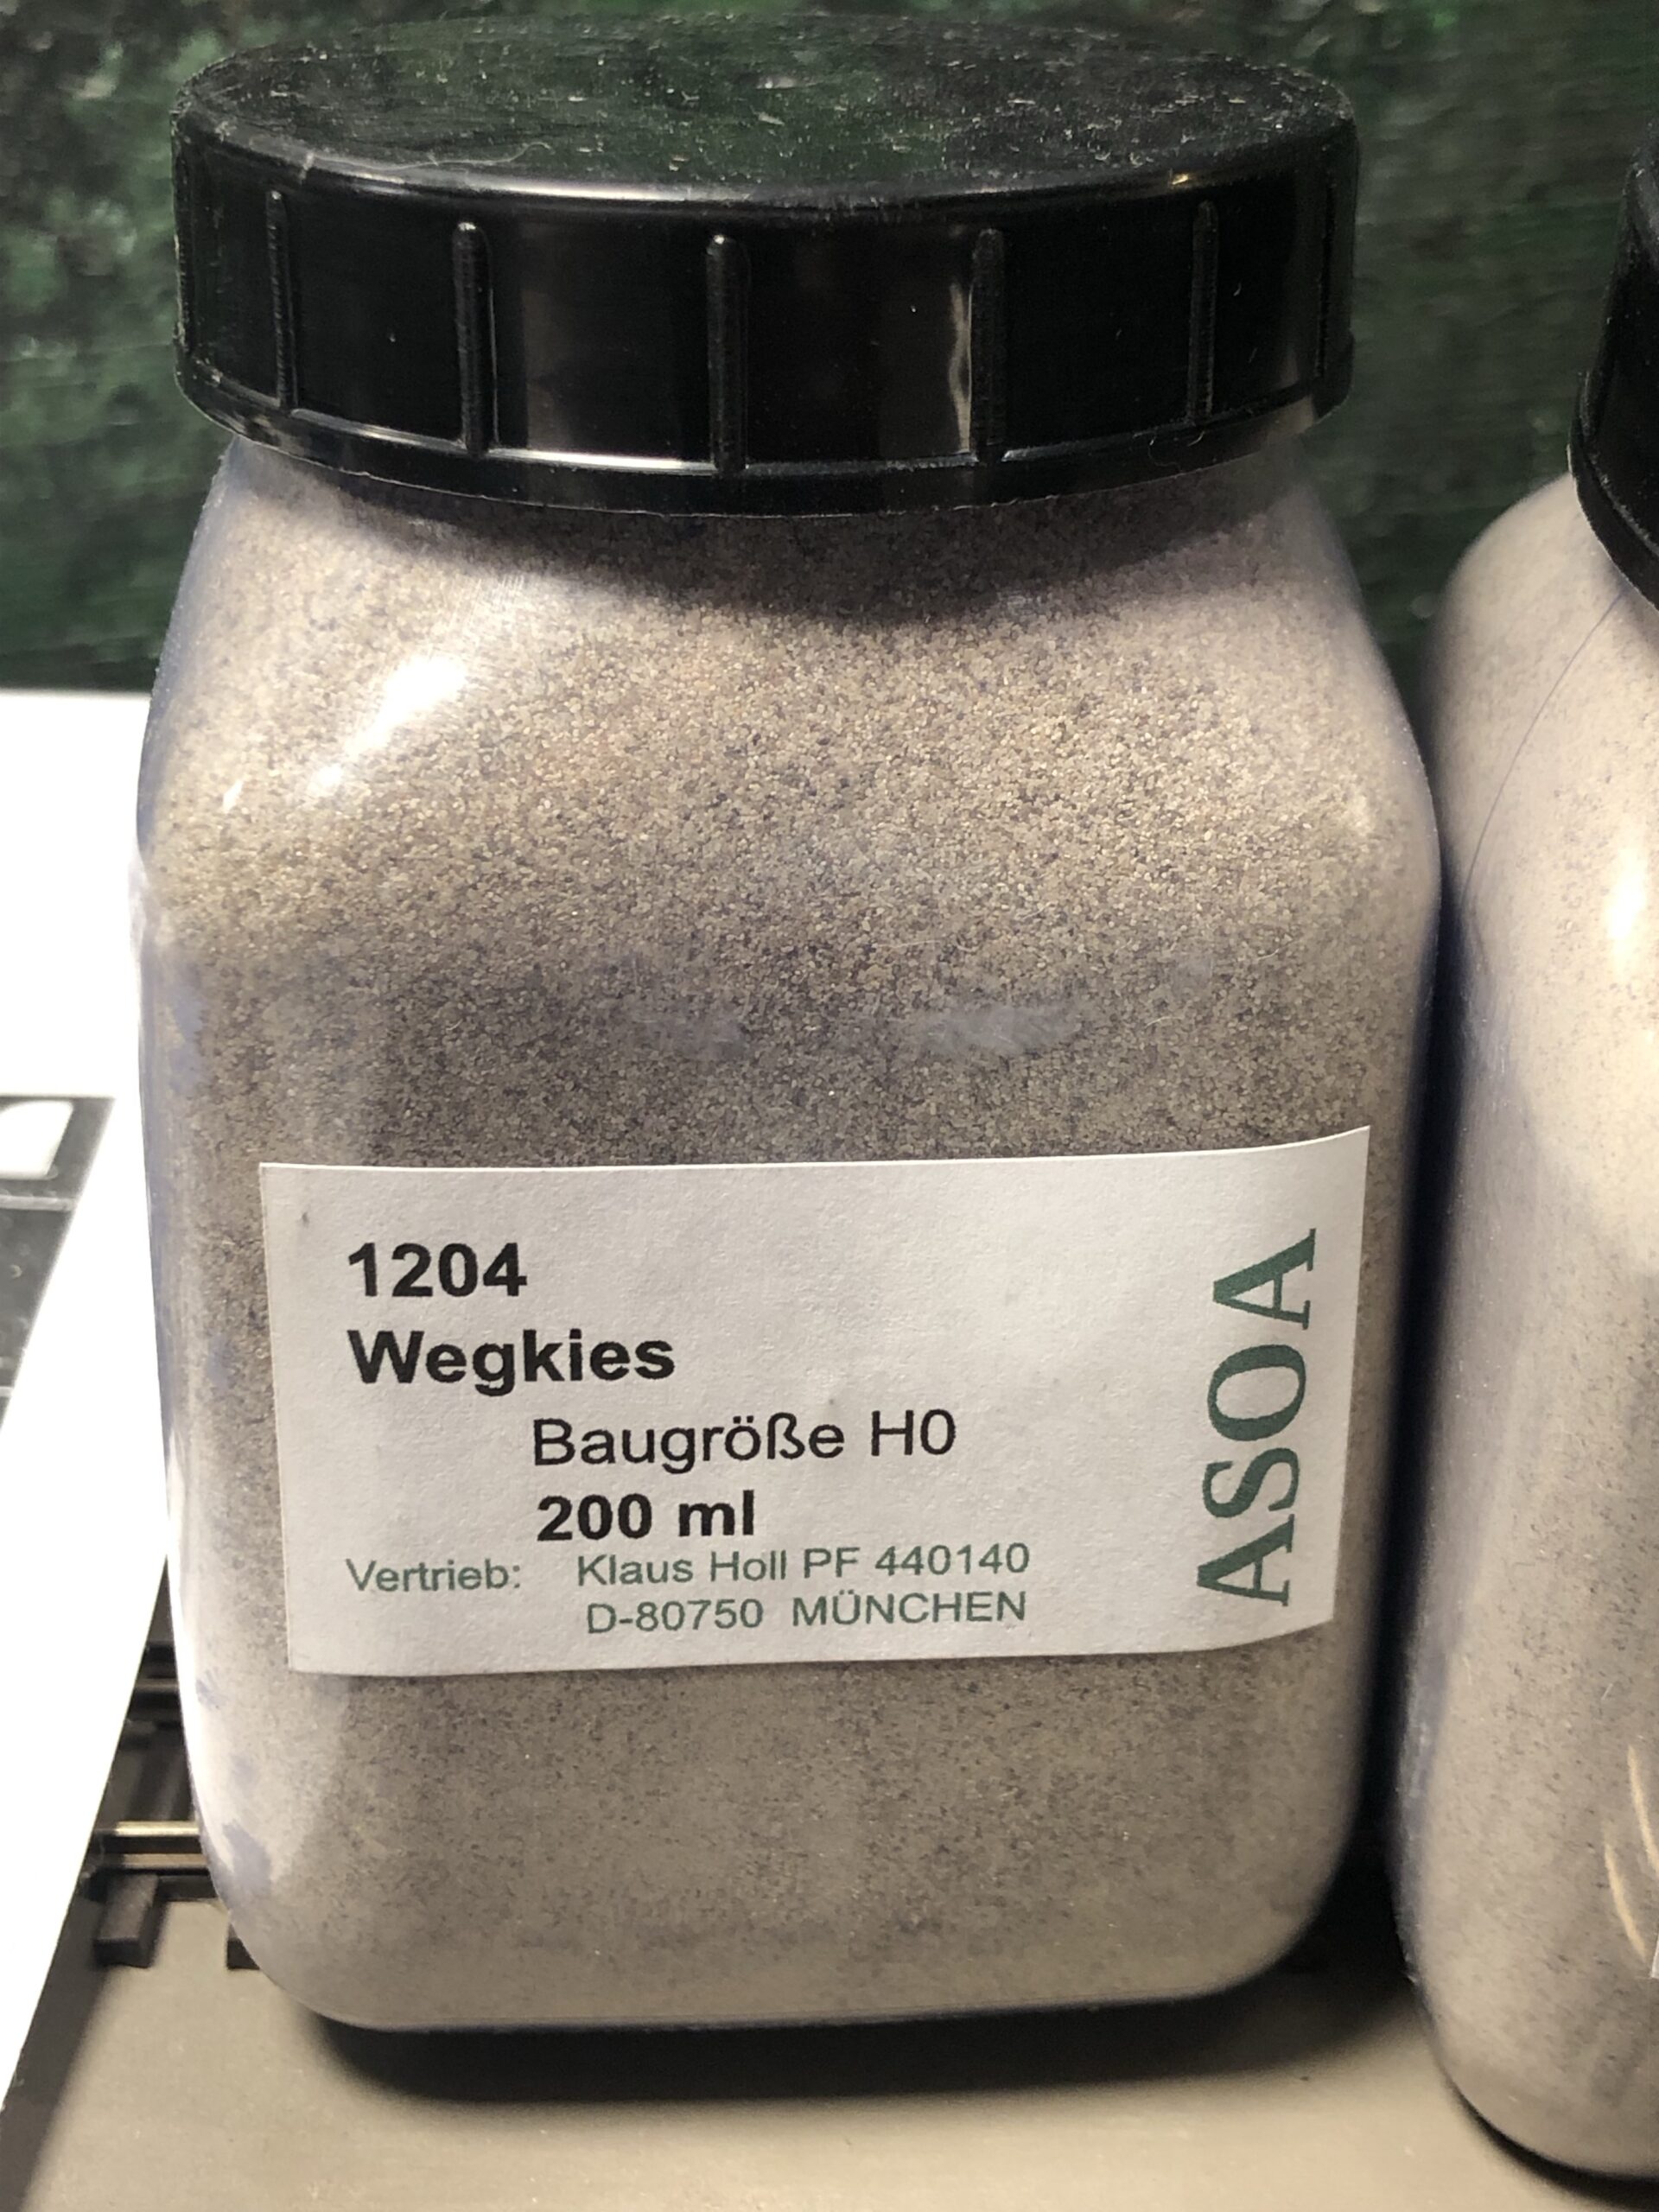 1204
Wegkies
Baugröße H0
200 ml
Vertrieb: Klaus Holl PF 440140
D-80750 MÜNCHEN
ASOA